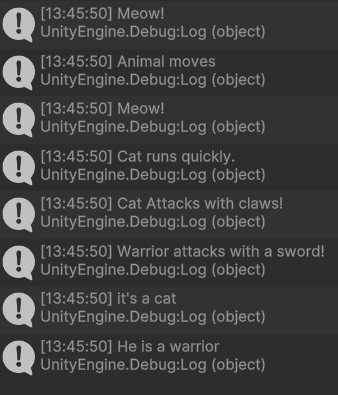 [13:45:50] Meow!
UnityEngine.Debug:Log (object)
[13:45:50] Animal moves
UnityEngine.Debug:Log (object)
[13:45:50] Meow!
UnityEngine.Debug:Log (object)
[13:45:50] Cat runs quickly.
UnityEngine.Debug:Log (object)
[13:45:50] Cat Attacks with claws!
UnityEngine.Debug:Log (object)
[13:45:50] Warrior attacks with a sword!
UnityEngine.Debug:Log (object)
[13:45:50] it's a cat
UnityEngine.Debug:Log (object)
[13:45:50] He is a warrior
UnityEngine.Debug:Log (object)